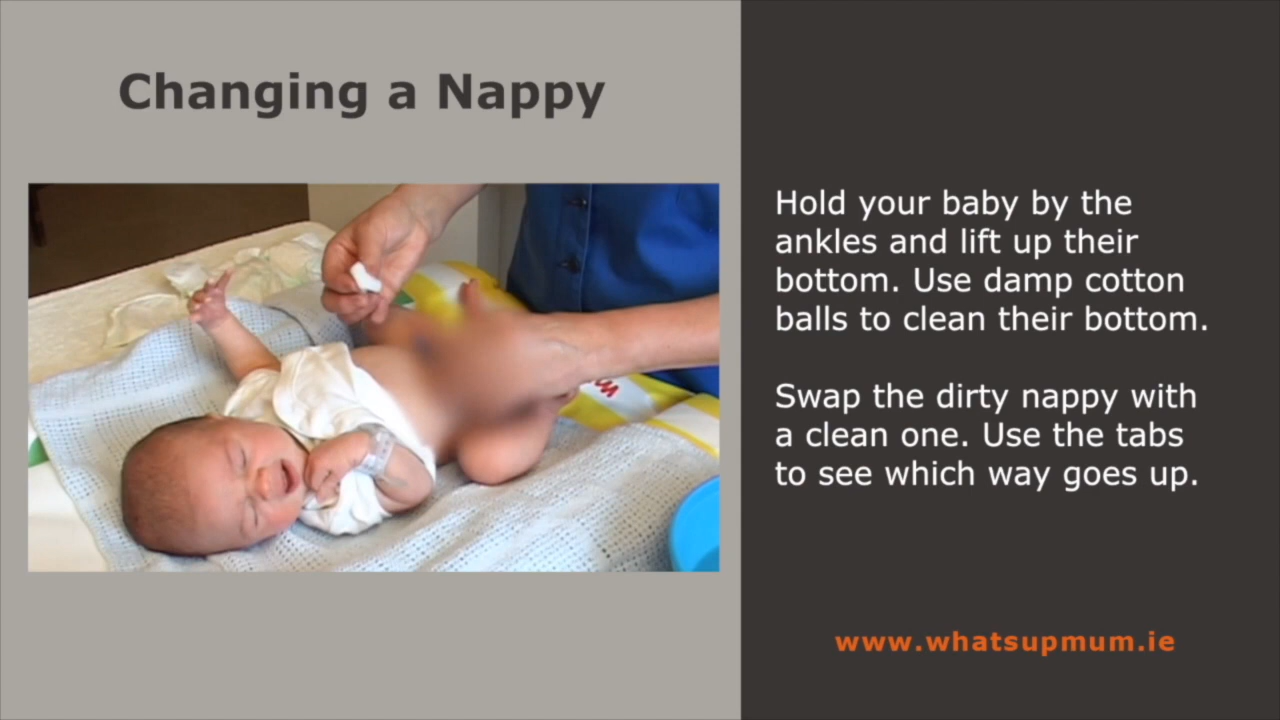 Changing a Nappy
Hold your baby by the
ankles and lift up their
bottom. Use damp cotton
balls to clean their bottom.
Swap the dirty nappy with
a clean one. Use the tabs
to see which way goes up.
www.whatsupmum.ie